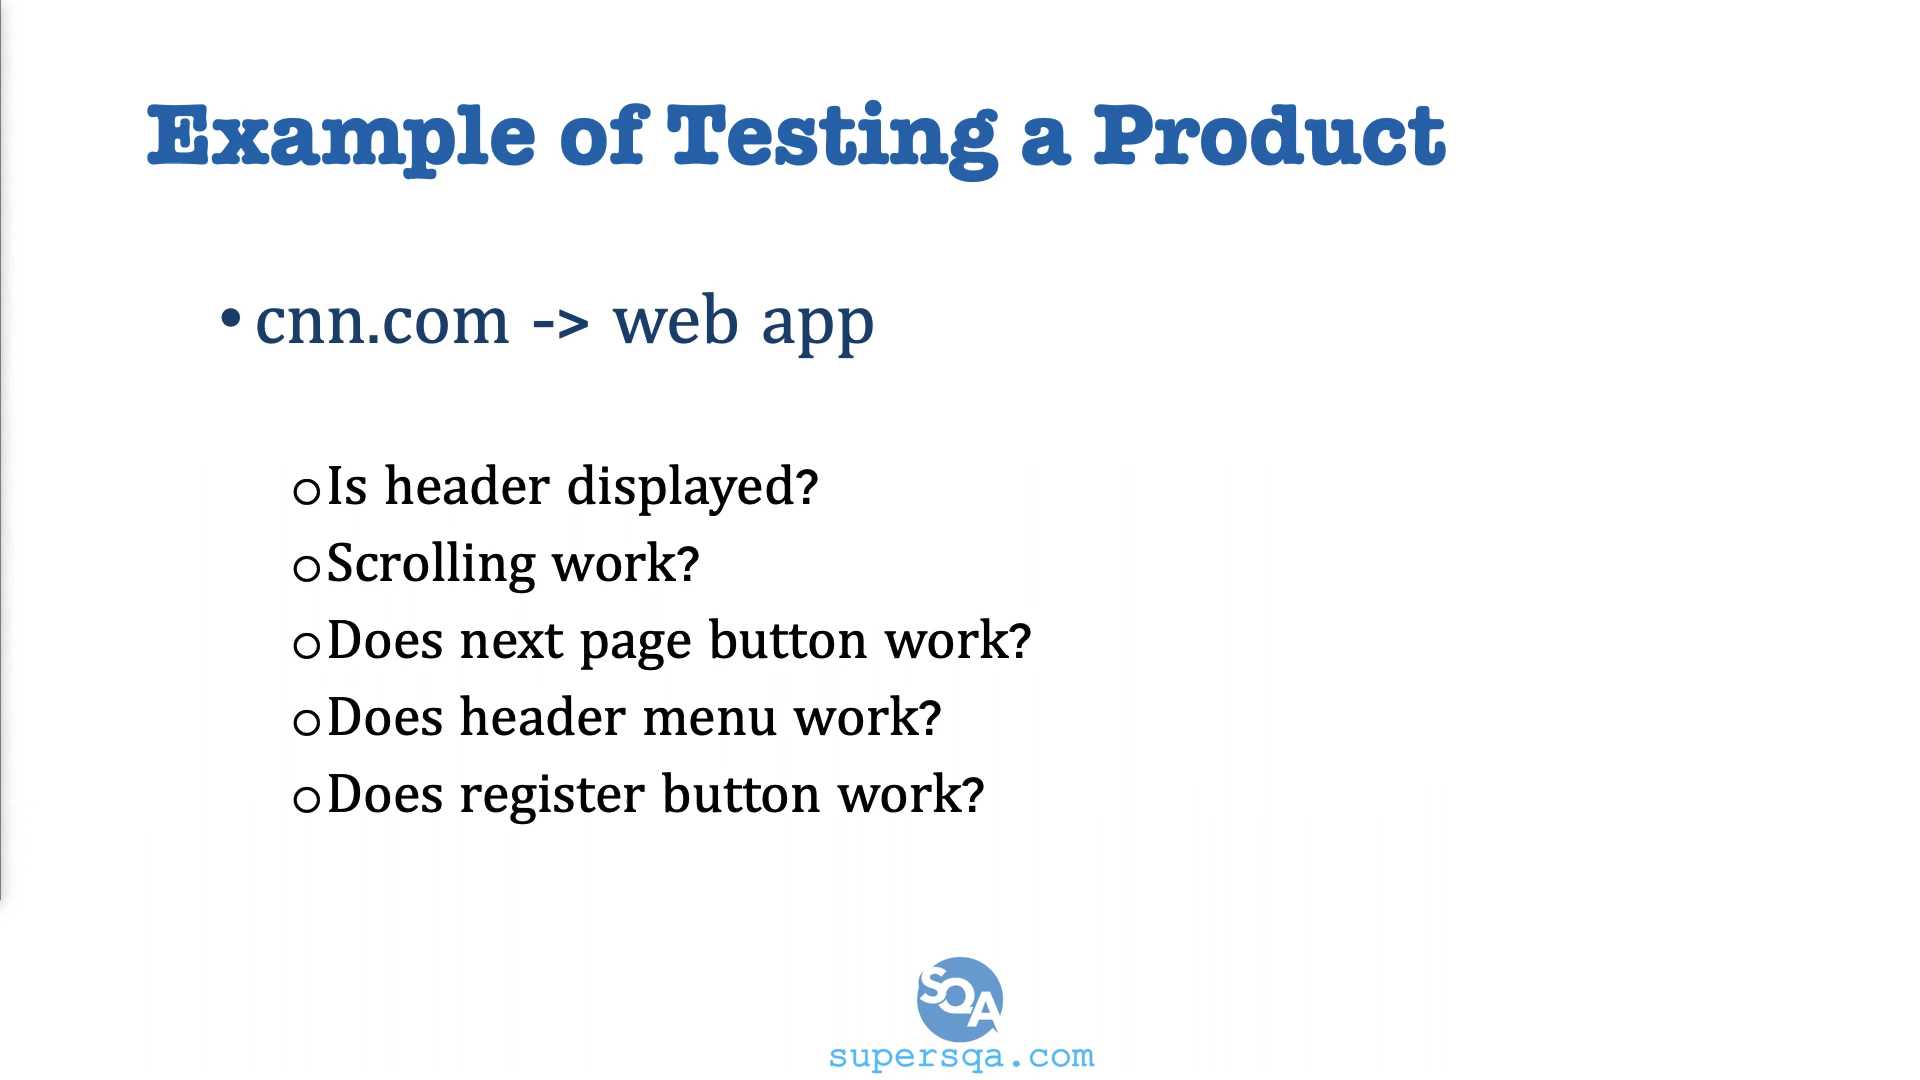 Example of Testing a Product
• cnn.com -> web app
○ Is header displayed?
○ Scrolling work?
○ Does next page button work?
○ Does header menu work?
○ Does register button work?
SQA
supersqa.com